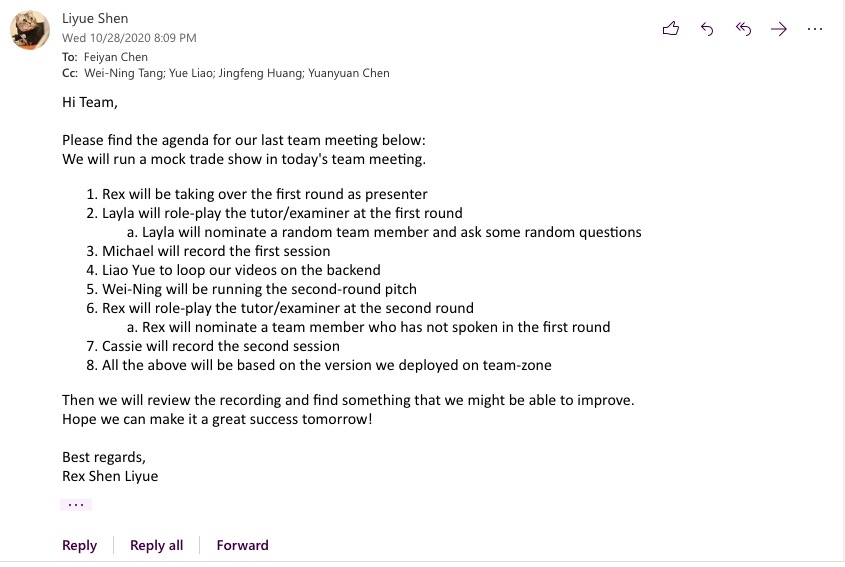 Liyue Shen
Wed 10/28/2020 8:09 PM
To: Feiyan Chen
Cc: Wei-Ning Tang; Yue Liao; Jingfeng Huang; Yuanyuan Chen
Hi Team,
Please find the agenda for our last team meeting below:
We will run a mock trade show in today's team meeting.
1. Rex will be taking over the first round as presenter
2. Layla will role-play the tutor/examiner at the first round
a. Layla will nominate a random team member and ask some random questions
3. Michael will record the first session
4. Liao Yue to loop our videos on the backend
5. Wei-Ning will be running the second-round pitch
6. Rex will role-play the tutor/examiner at the second round
a. Rex will nominate a team member who has not spoken in the first round
7. Cassie will record the second session
8. All the above will be based on the version we deployed on team-zone
Then we will review the recording and find something that we might be able to improve.
Hope we can make it a great success tomorrow!
Best regards,
Rex Shen Liyue
...
Reply Reply all Forward